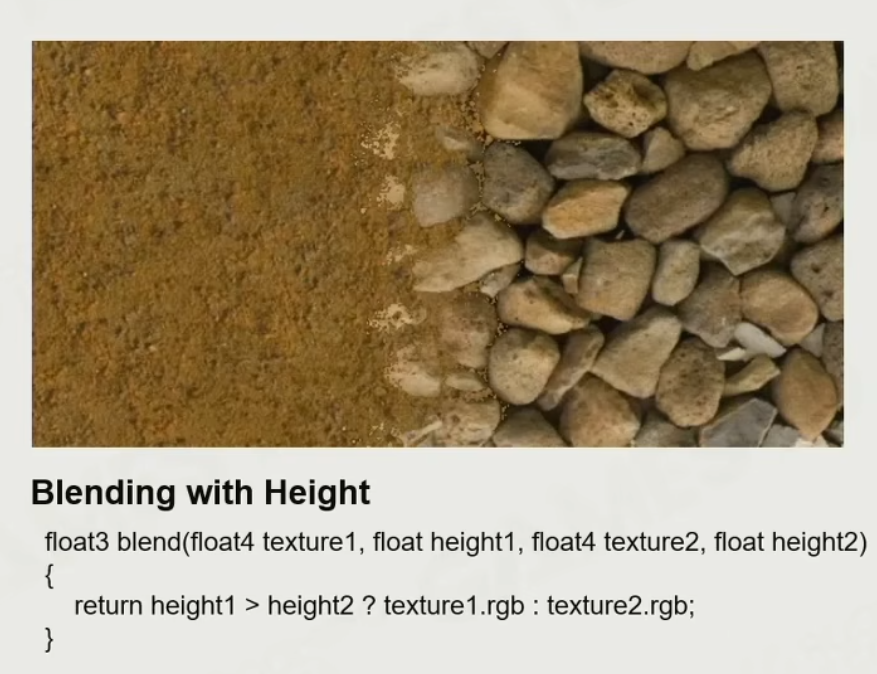 Blending with Height
float3 blend(float4 texture1, float height1, float4 texture2, float height2)
{
return height1 > height2 ? texture1.rgb : texture2.rgb;
}